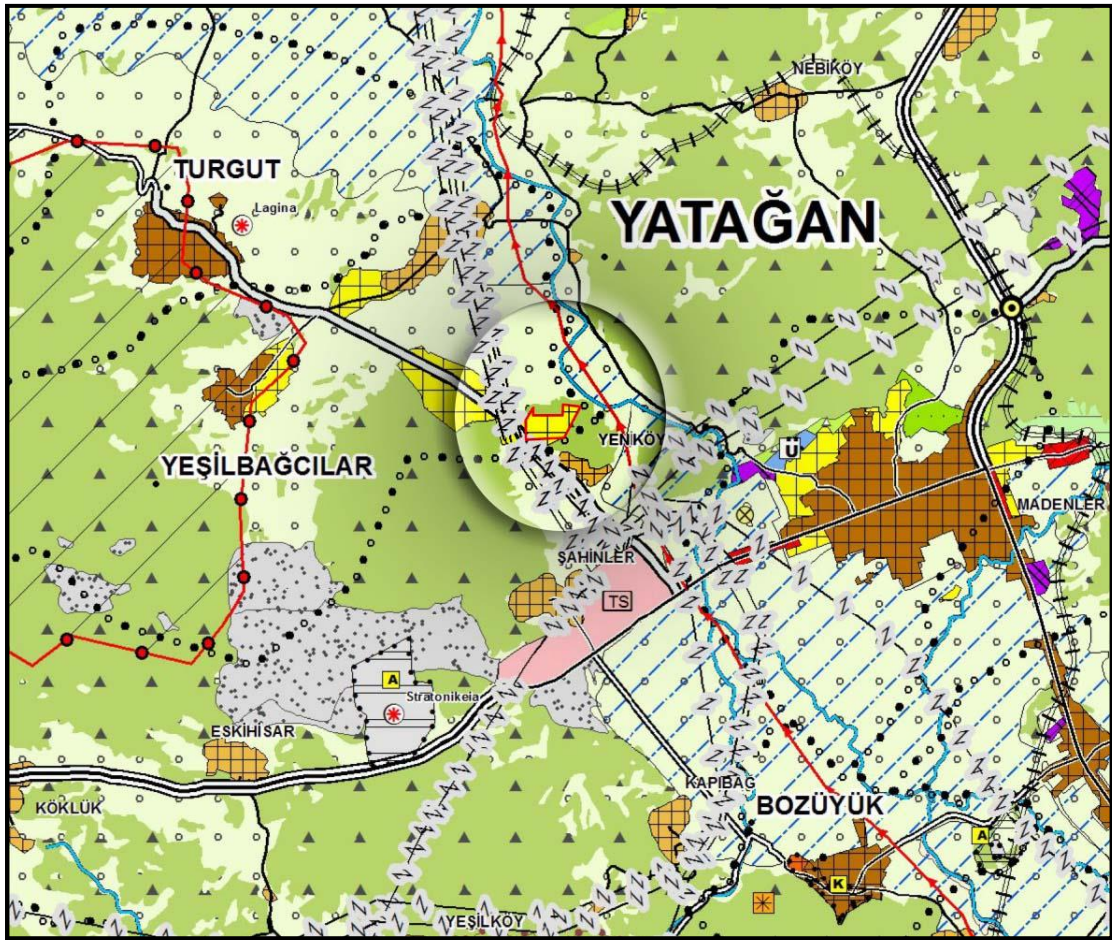 NEBİKÖY
TURGUT
Lagina
YATAĞAN
YENİKÖY
Ü
YEŞİLBAĞCILAR
MADENLER
ŞAHİNLER
TS
A
Stratonikeia
ESKİHİSAR
KAPIBAĞ
KÖKLÜK
BOZÜYÜK
A
K
YEŞİLKÖY